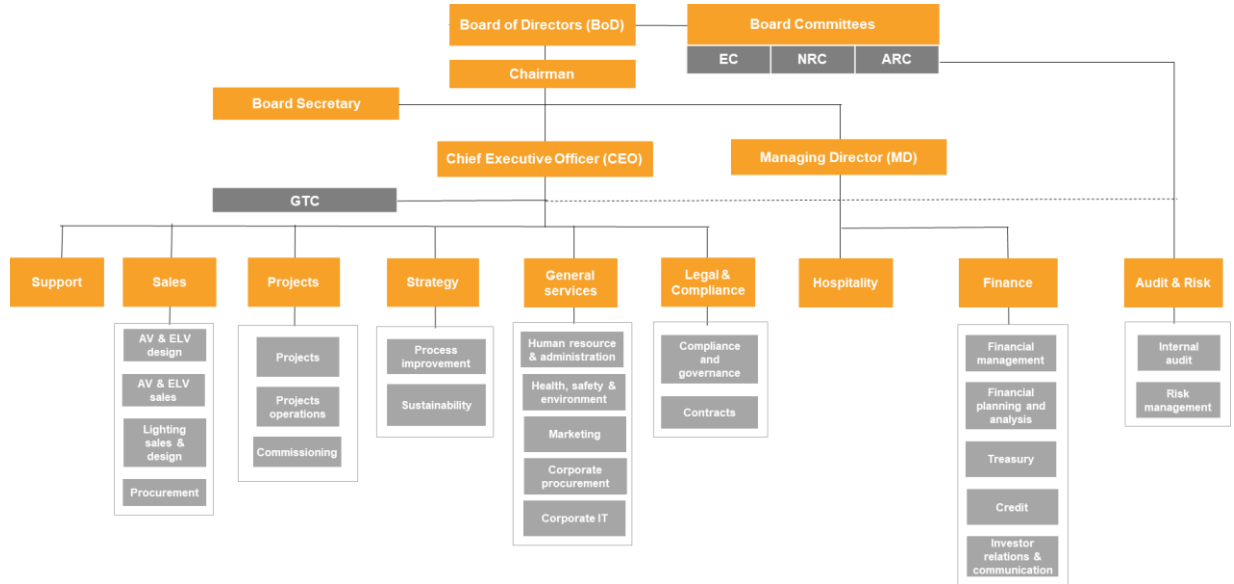 Board of Directors (BoD)
Board Committees
EC
NRC
ARC
Chairman
Board Secretary
Chief Executive Officer (CEO)
Managing Director (MD)
GTC
Support
Sales
Projects
Strategy
General
services
Legal &
Compliance
Hospitality
Finance
Audit & Risk
AV & ELV
design
AV & ELV
sales
Lighting
sales &
design
Procurement
Projects
Projects
operations
Commissioning
Process
improvement
Sustainability
Human resource
& administration
Health, safety &
environment
Marketing
Corporate
procurement
Corporate IT
Compliance
and
governance
Contracts
Financial
management
Financial
planning and
analysis
Treasury
Credit
Investor
relations &
communication
Internal
audit
Risk
management